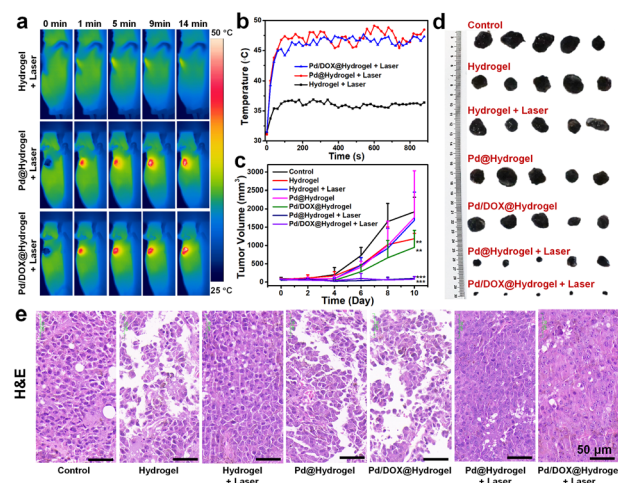 a
0 min 1 min 5 min 9min 14 min
50 °C
Hydrogel
+ Laser
Pd@Hydrogel
+ Laser
Pd/DOX@Hydrogel
+ Laser
25 °C
b
Temperature (°C)
48
45
42
39
36
33
30
Pd/DOX@Hydrogel + Laser
Pd@Hydrogel + Laser
Hydrogel + Laser
0 200 400 600 800
Time (s)
c
Tumor Volume (mm³)
3000
2500
2000
1500
1000
500
0
Control
Hydrogel
Hydrogel + Laser
Pd@Hydrogel
Pd/DOX@Hydrogel
Pd@Hydrogel + Laser
Pd/DOX@Hydrogel + Laser
**
**
***
***
0 2 4 6 8 10
Time (Day)
d
Control
Hydrogel
Hydrogel + Laser
Pd@Hydrogel
Pd/DOX@Hydrogel
Pd@Hydrogel + Laser
Pd/DOX@Hydrogel + Laser
e
H&E
50 μm
Control
Hydrogel
Hydrogel
+ Laser
Pd@Hydrogel
Pd/DOX@Hydrogel
Pd@Hydrogel
+ Laser
Pd/DOX@Hydrogel
+ Laser